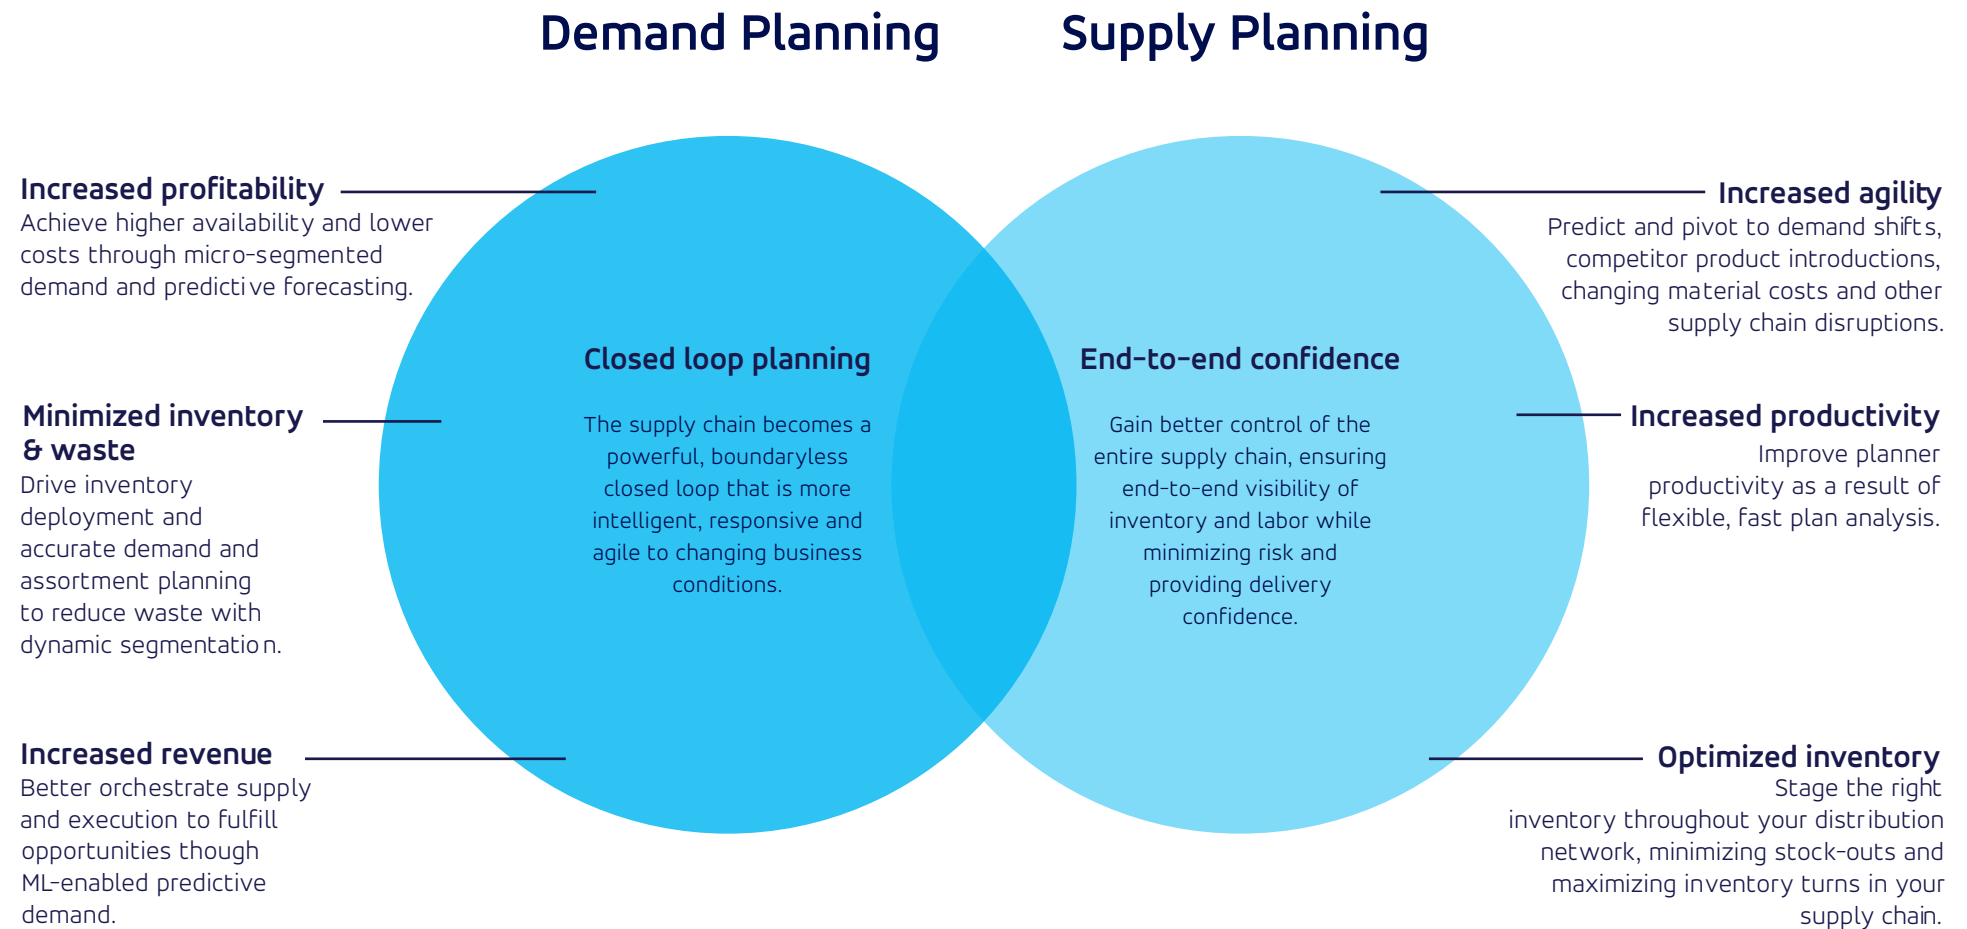 Demand Planning
Supply Planning
Increased profitability
Achieve higher availability and lower
costs through micro-segmented
demand and predictive forecasting.
Minimized inventory
& waste
Drive inventory
deployment and
accurate demand and
assortment planning
to reduce waste with
dynamic segmentation.
Increased revenue
Better orchestrate supply
and execution to fulfill
opportunities though
ML-enabled predictive
demand.
Closed loop planning
The supply chain becomes a
powerful, boundaryless
closed loop that is more
intelligent, responsive and
agile to changing business
conditions.
End-to-end confidence
Gain better control of the
entire supply chain, ensuring
end-to-end visibility of
inventory and labor while
minimizing risk and
providing delivery
confidence.
Increased agility
Predict and pivot to demand shifts,
competitor product introductions,
changing material costs and other
supply chain disruptions.
Increased productivity
Improve planner
productivity as a result of
flexible, fast plan analysis.
Optimized inventory
Stage the right
inventory throughout your distribution
network, minimizing stock-outs and
maximizing inventory turns in your
supply chain.